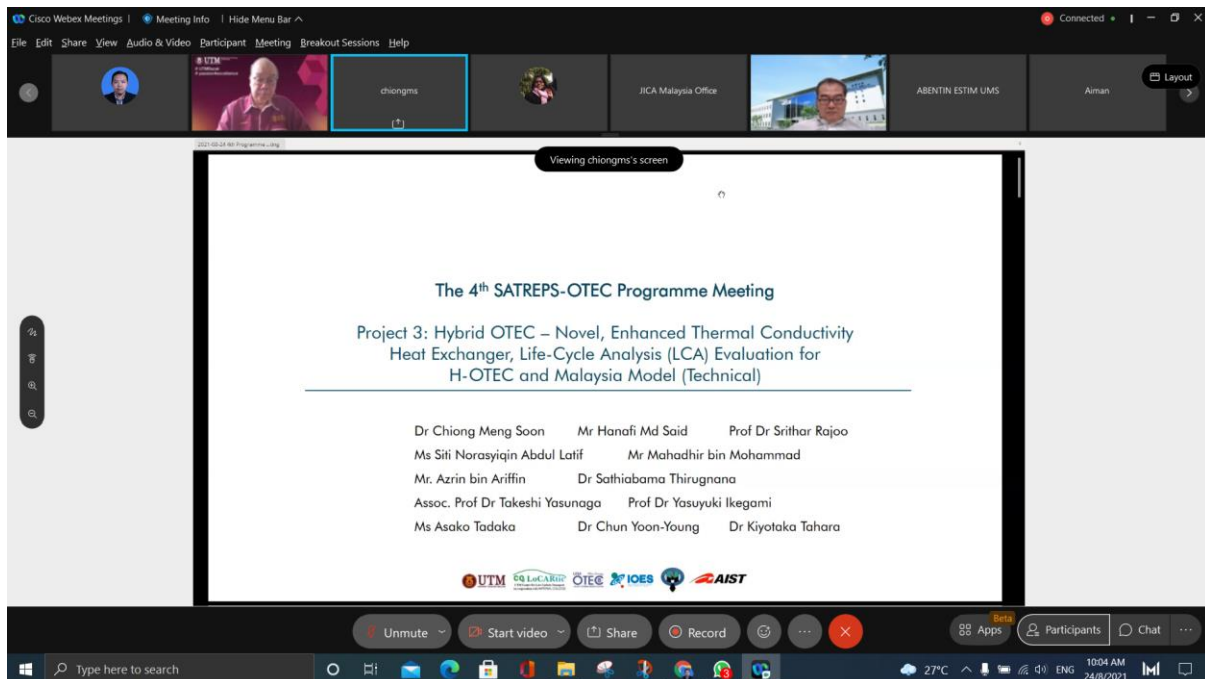 Cisco Webex Meetings | Meeting Info | Hide Menu Bar
Connected
File Edit Share View Audio & Video Participant Meeting Breakout Sessions Help
UTM
chiongms
JICA Malaysia Office
ABENTIN ESTIM UMS
Aiman
Layout
Viewing chiongms's screen
The 4th SATREPS-OTEC Programme Meeting
Project 3: Hybrid OTEC – Novel, Enhanced Thermal Conductivity
Heat Exchanger, Life-Cycle Analysis (LCA) Evaluation for
H-OTEC and Malaysia Model (Technical)
Dr Chiong Meng Soon Mr Hanafi Md Said Prof Dr Srithar Rajoo
Ms Siti Norasyiqin Abdul Latif Mr Mahadhir bin Mohammad
Mr. Azrin bin Ariffin Dr Sathiabama Thirugnana
Assoc. Prof Dr Takeshi Yasunaga Prof Dr Yasuyuki Ikegami
Ms Asako Tadaka Dr Chun Yoon-Young Dr Kiyotaka Tahara
UTM LoCARtic OTEC IOES AIST
Unmute Start video Share Record Apps Beta Participants Chat
Type here to search
27°C ENG 10:04 AM
24/8/2021